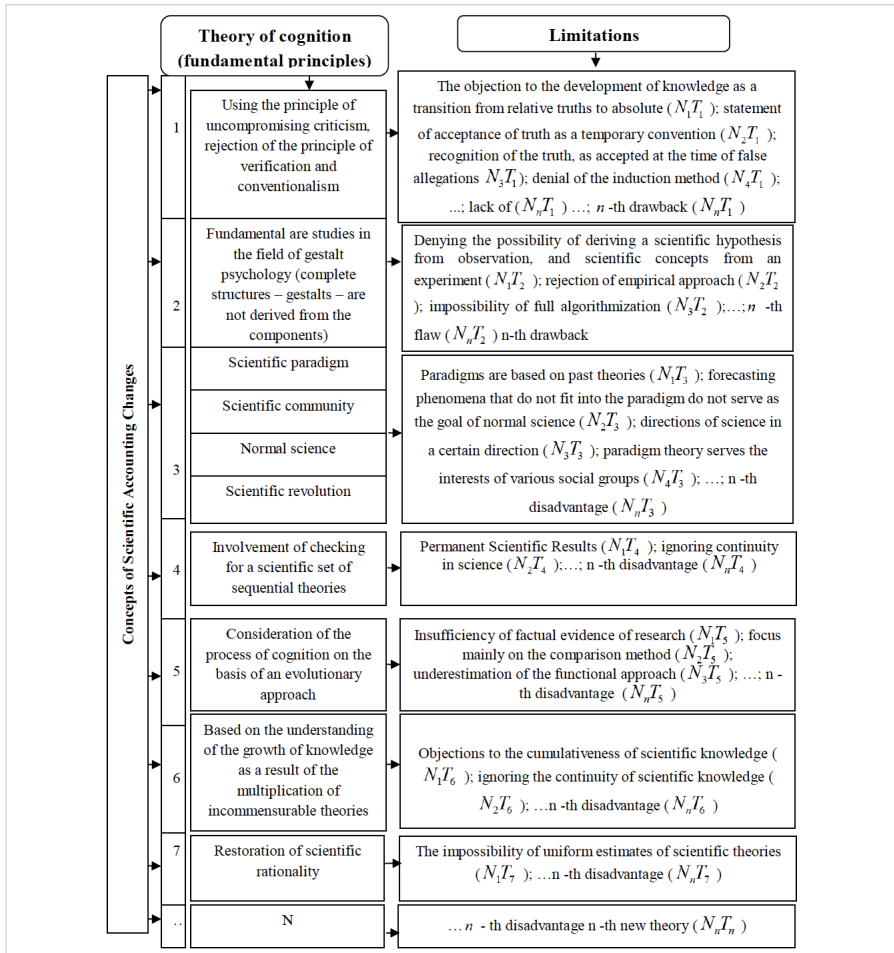 Theory of cognition
(fundamental principles)
Limitations
Concepts of Scientific Accounting Changes
1
Using the principle of
uncompromising criticism,
rejection of the principle of
verification and
conventionalism
The objection to the development of knowledge as a
transition from relative truths to absolute ( N₁T₁ ); statement
of acceptance of truth as a temporary convention ( N₂T₁ );
recognition of the truth, as accepted at the time of false
allegations N₃T₁); denial of the induction method ( N₄T₁ );
...; lack of ( NₙT₁ ) …; n -th drawback ( NₙT₁ )
2
Fundamental are studies in
the field of gestalt
psychology (complete
structures – gestalts – are
not derived from the
components)
Denying the possibility of deriving a scientific hypothesis
from observation, and scientific concepts from an
experiment ( N₁T₂ ); rejection of empirical approach ( N₂T₂
); impossibility of full algorithmization ( N₃T₂ );…;n -th
flaw ( NₙT₂ ) n-th drawback
3
Scientific paradigm
Scientific community
Normal science
Scientific revolution
Paradigms are based on past theories ( N₁T₃ ); forecasting
phenomena that do not fit into the paradigm do not serve as
the goal of normal science ( N₂T₃ ); directions of science in
a certain direction ( N₃T₃ ); paradigm theory serves the
interests of various social groups ( N₄T₃ ); …; n -th
disadvantage ( NₙT₃ )
4
Involvement of checking
for a scientific set of
sequential theories
Permanent Scientific Results ( N₁T₄ ); ignoring continuity
in science ( N₂T₄ );…; n -th disadvantage ( NₙT₄ )
5
Consideration of the
process of cognition on the
basis of an evolutionary
approach
Insufficiency of factual evidence of research ( N₁T₅ ); focus
mainly on the comparison method ( N₂T₅ );
underestimation of the functional approach ( N₃T₅ ); …; n -
th disadvantage ( NₙT₅ )
6
Based on the understanding
of the growth of knowledge
as a result of the
multiplication of
incommensurable theories
Objections to the cumulativeness of scientific knowledge (
N₁T₆ ); ignoring the continuity of scientific knowledge (
N₂T₆ ); …n -th disadvantage ( NₙT₆ )
7
Restoration of scientific
rationality
The impossibility of uniform estimates of scientific theories
( N₁T₇ ); …n -th disadvantage ( NₙT₇ )
..
N
…n - th disadvantage n -th new theory ( NₙTₙ )